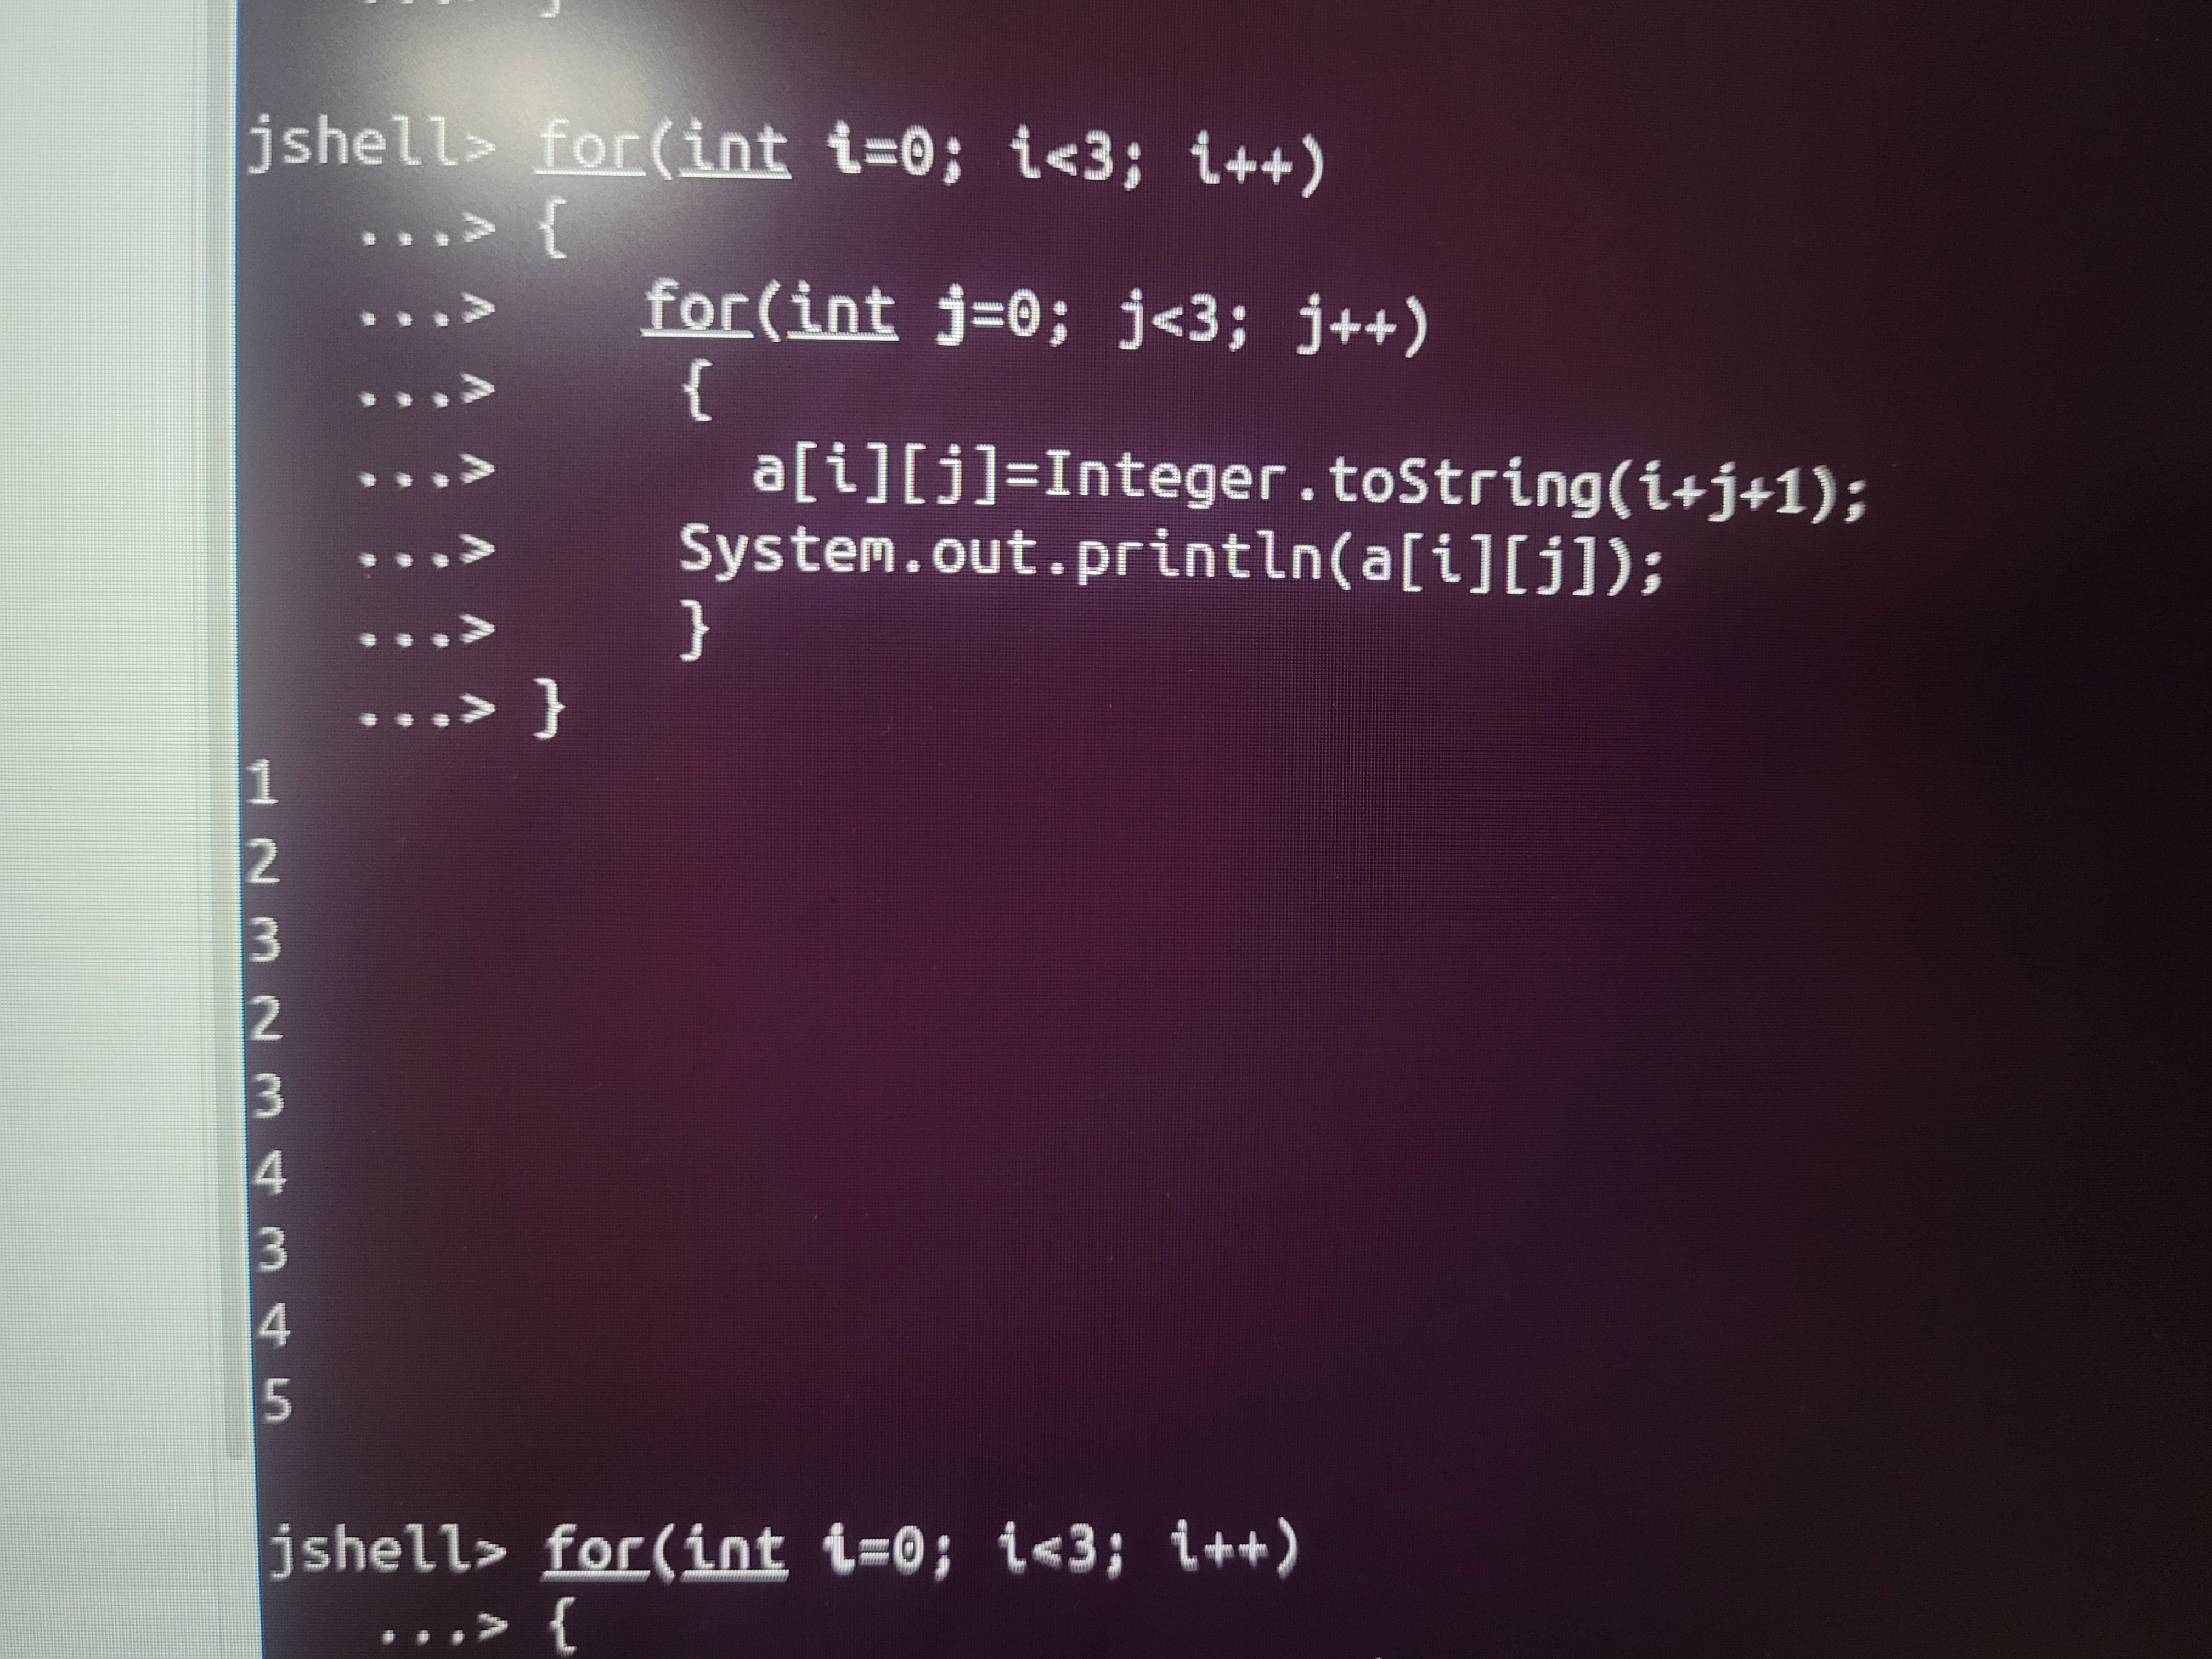 jshell> for(int i=0; i<3; i++)
...> {
...> for(int j=0; j<3; j++)
...> {
...> a[i][j]=Integer.toString(i+j+1);
...> System.out.println(a[i][j]);
...> }
...> }
1
2
3
2
3
4
3
4
5
jshell> for(int i=0; i<3; i++)
...> {